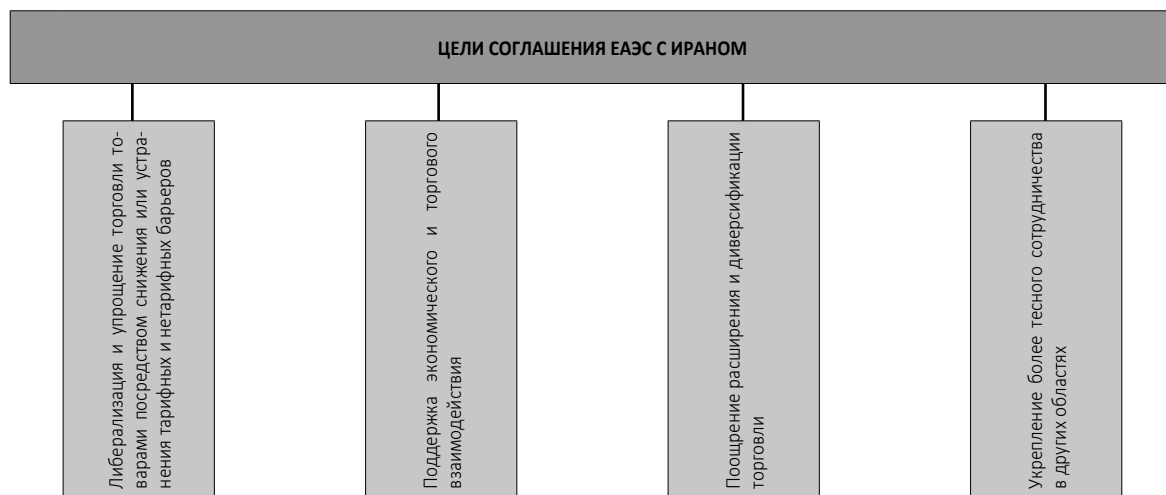 ЦЕЛИ СОГЛАШЕНИЯ ЕАЭС С ИРАНОМ
Либерализация и упрощение торговли то-
варами посредством снижения или устра-
нения тарифных и нетарифных барьеров
Поддержка экономического и торгового
взаимодействия
Поощрение расширения и диверсификации
торговли
Укрепление более тесного сотрудничества
в других областях